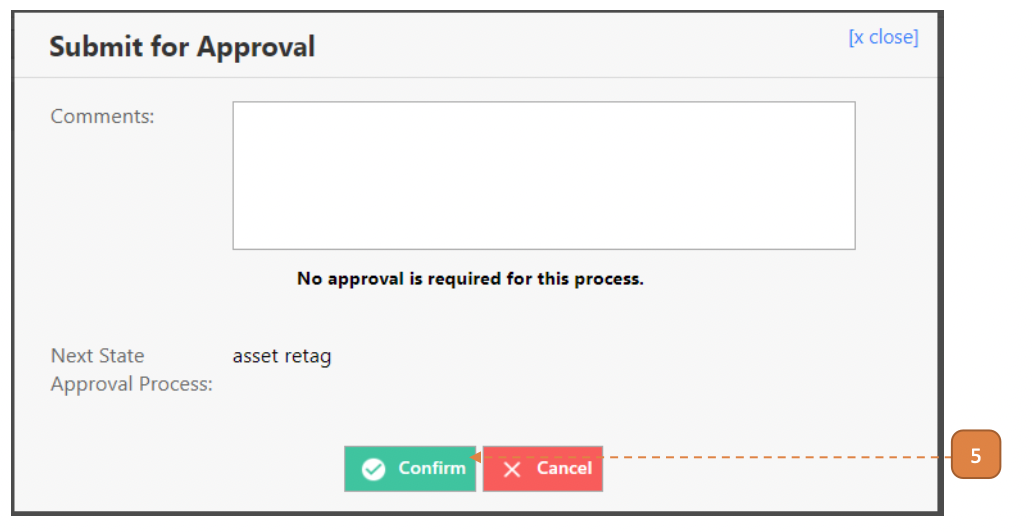 Submit for Approval
[x close]
Comments:
No approval is required for this process.
Next State
Approval Process:
asset retag
Confirm
Cancel
5